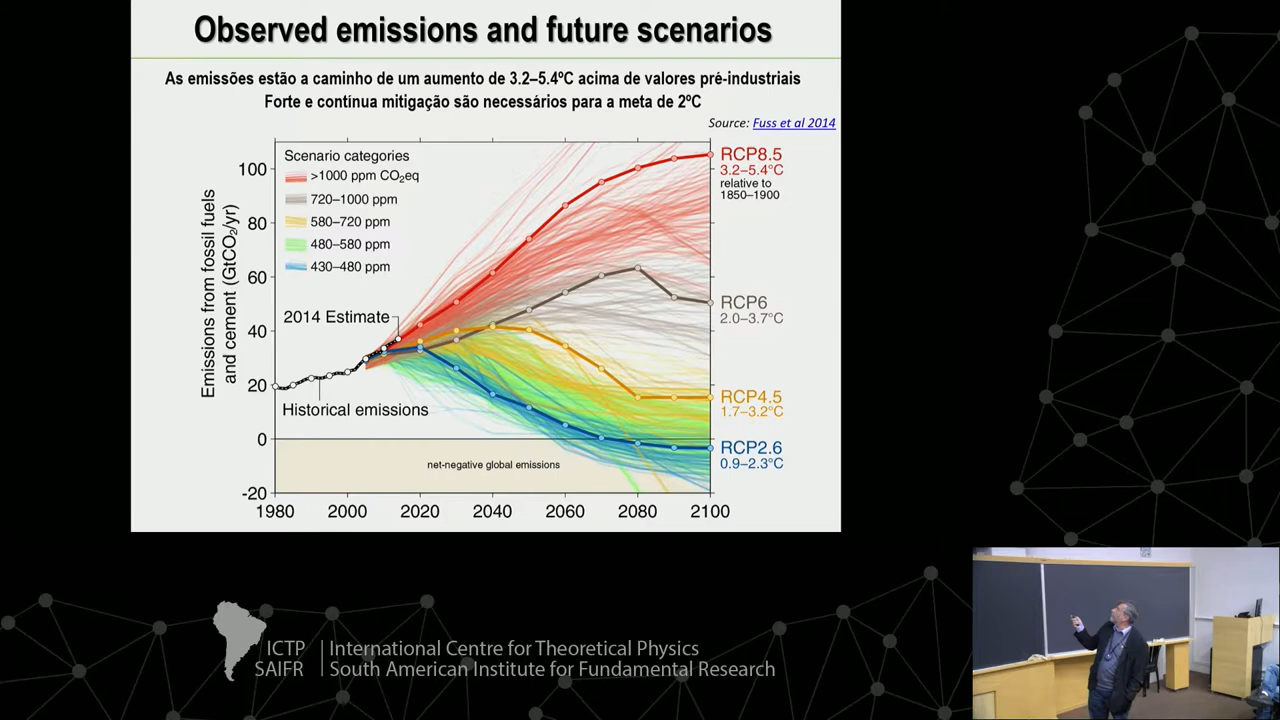 Observed emissions and future scenarios
As emissões estão a caminho de um aumento de 3.2–5.4ºC acima de valores pré-industriais
Forte e contínua mitigação são necessários para a meta de 2ºC
Source: Fuss et al 2014
Emissions from fossil fuels
and cement (GtCO2/yr)
100
80
60
40
20
0
-20
Scenario categories
>1000 ppm CO2eq
720–1000 ppm
580–720 ppm
480–580 ppm
430–480 ppm
2014 Estimate
Historical emissions
net-negative global emissions
RCP8.5
3.2–5.4°C
relative to
1850–1900
RCP6
2.0–3.7°C
RCP4.5
1.7–3.2°C
RCP2.6
0.9–2.3°C
1980 2000 2020 2040 2060 2080 2100
ICTP
SAIFR
International Centre for Theoretical Physics
South American Institute for Fundamental Research